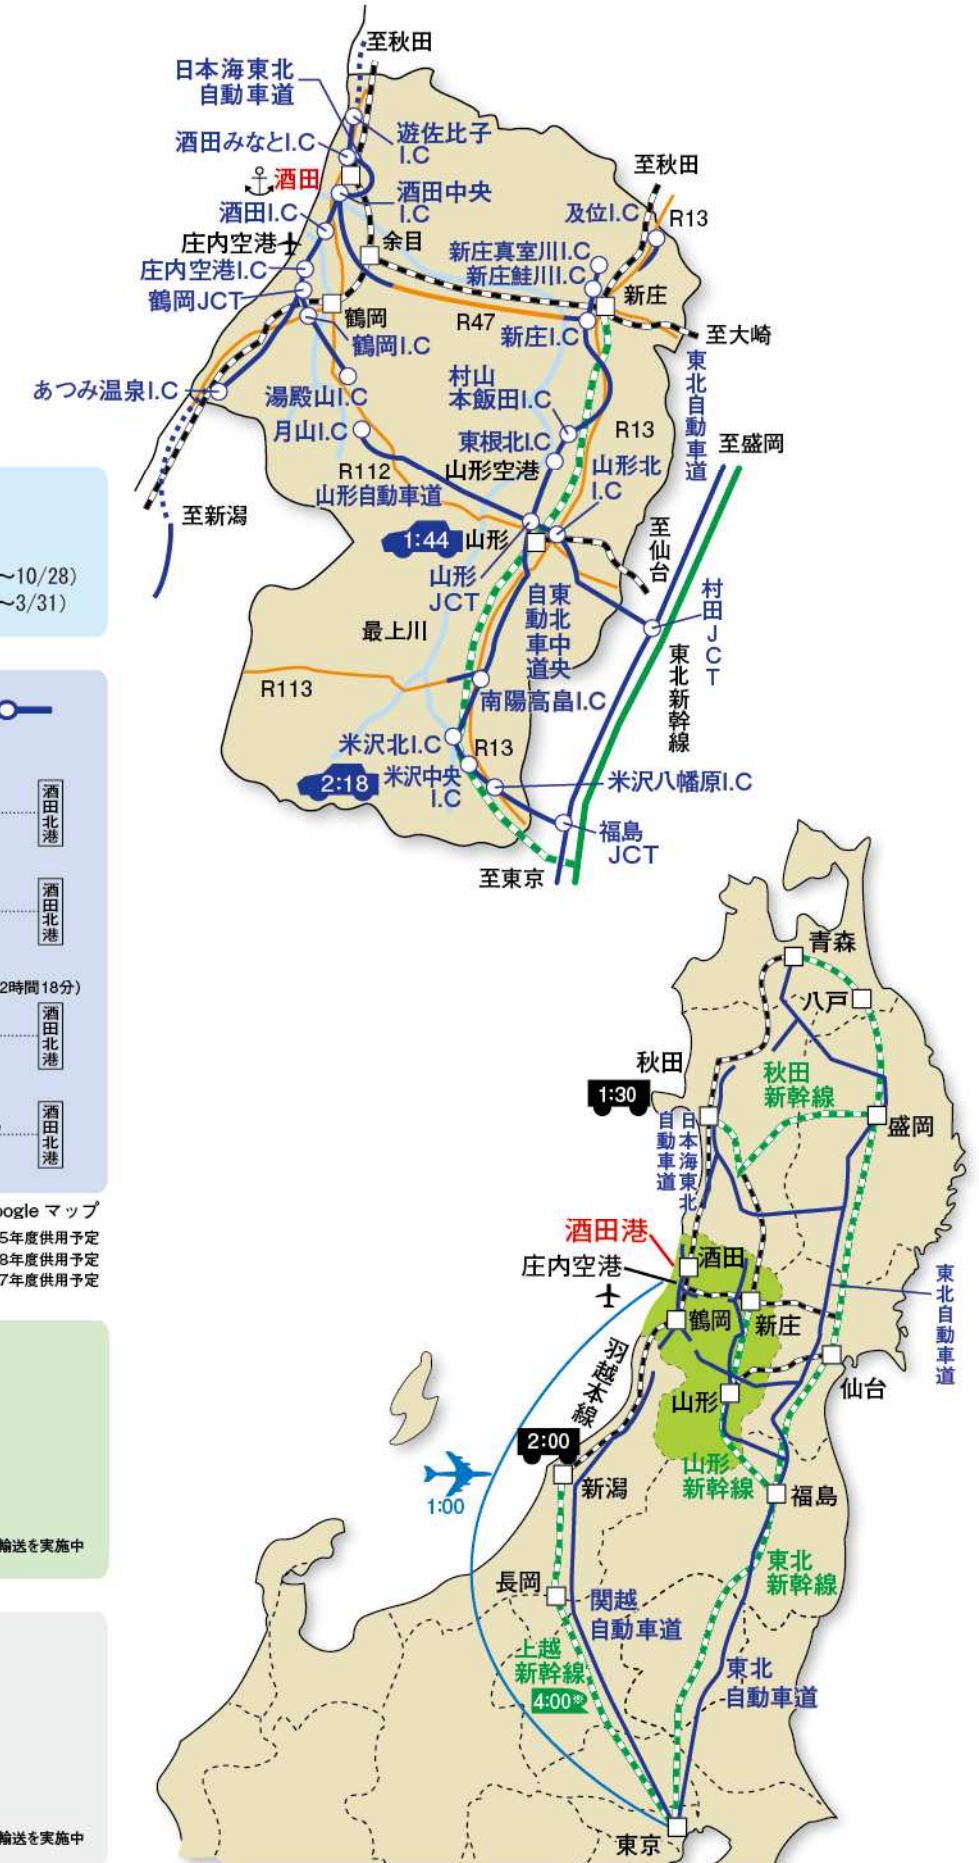 至秋田
日本海東北
自動車道
遊佐比子
I.C
酒田みなとI.C
酒田
酒田中央
I.C
至秋田
酒田I.C
及位I.C
R13
庄内空港
余目
新庄真室川I.C
庄内空港I.C
新庄鮭川I.C
鶴岡JCT
新庄
鶴岡
R47
新庄I.C
至大崎
鶴岡I.C
東北自動車道
あつみ温泉I.C
湯殿山I.C
村山
本飯田I.C
月山I.C
東根北I.C
R13
至盛岡
R112
山形空港
山形北
I.C
山形自動車道
至新潟
至仙台
1:44
山形
山形
JCT
東北中央
自動車道
村田JCT
最上川
東北新幹線
R113
南陽高畠I.C
米沢北I.C
R13
2:18
米沢中央
I.C
米沢八幡原I.C
福島
JCT
至東京
～10/28)
～3/31)
酒田北港
酒田北港
2時間18分)
酒田北港
酒田北港
oogle マップ
5年度供用予定
8年度供用予定
7年度供用予定
輸送を実施中
輸送を実施中
青森
八戸
秋田
秋田
新幹線
1:30
盛岡
日本海東北
自動車道
酒田港
酒田
庄内空港
東北自動車道
鶴岡
新庄
羽越本線
仙台
山形
2:00
山形
新幹線
新潟
福島
1:00
東北
新幹線
長岡
関越
自動車道
上越
新幹線
4:00※
東北
自動車道
東京